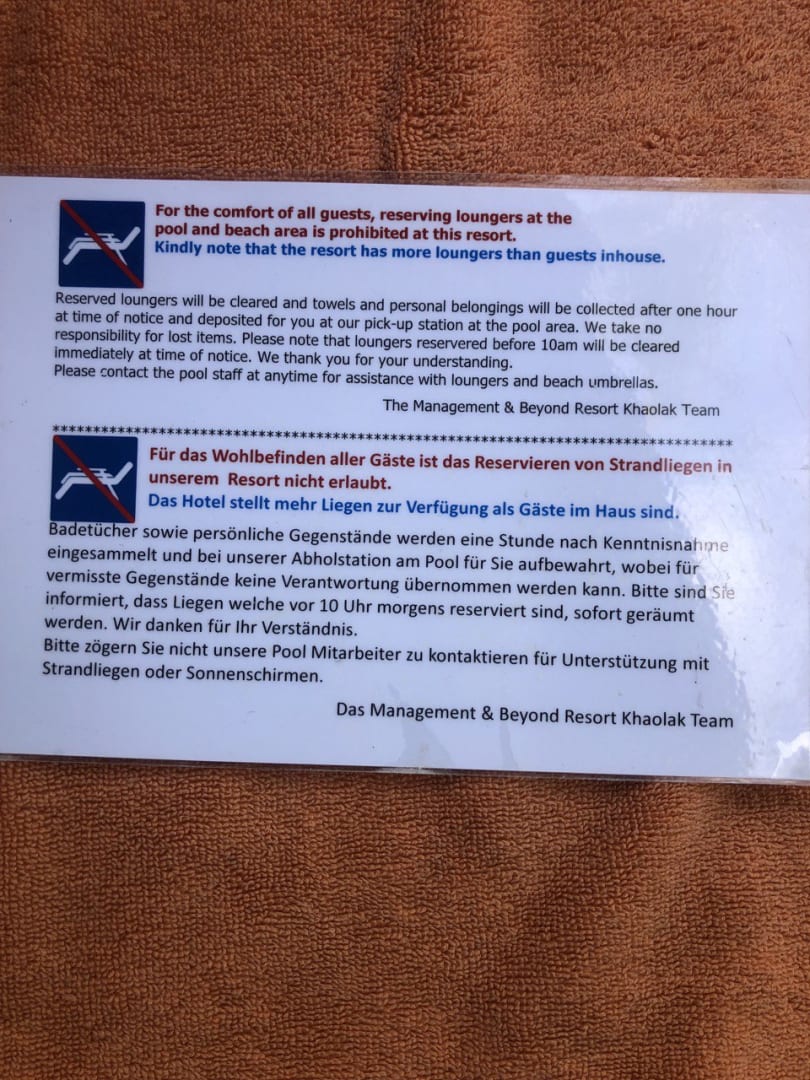 For the comfort of all guests, reserving loungers at the
pool and beach area is prohibited at this resort.
Kindly note that the resort has more loungers than guests inhouse.
Reserved loungers will be cleared and towels and personal belongings will be collected after one hour
at time of notice and deposited for you at our pick-up station at the pool area. We take no
responsibility for lost items. Please note that loungers reservered before 10am will be cleared
immediately at time of notice. We thank you for your understanding.
Please contact the pool staff at anytime for assistance with loungers and beach umbrellas.
The Management & Beyond Resort Khaolak Team
************************************************************************************
Für das Wohlbefinden aller Gäste ist das Reservieren von Strandliegen in
unserem Resort nicht erlaubt.
Das Hotel stellt mehr Liegen zur Verfügung als Gäste im Haus sind.
Badetücher sowie persönliche Gegenstände werden eine Stunde nach Kenntnisnahme
eingesammelt und bei unserer Abholstation am Pool für Sie aufbewahrt, wobei für
vermisste Gegenstände keine Verantwortung übernommen werden kann. Bitte sind Sie
informiert, dass Liegen welche vor 10 Uhr morgens reserviert sind, sofort geräumt
werden. Wir danken für Ihr Verständnis.
Bitte zögern Sie nicht unsere Pool Mitarbeiter zu kontaktieren für Unterstützung mit
Strandliegen oder Sonnenschirmen.
Das Management & Beyond Resort Khaolak Team